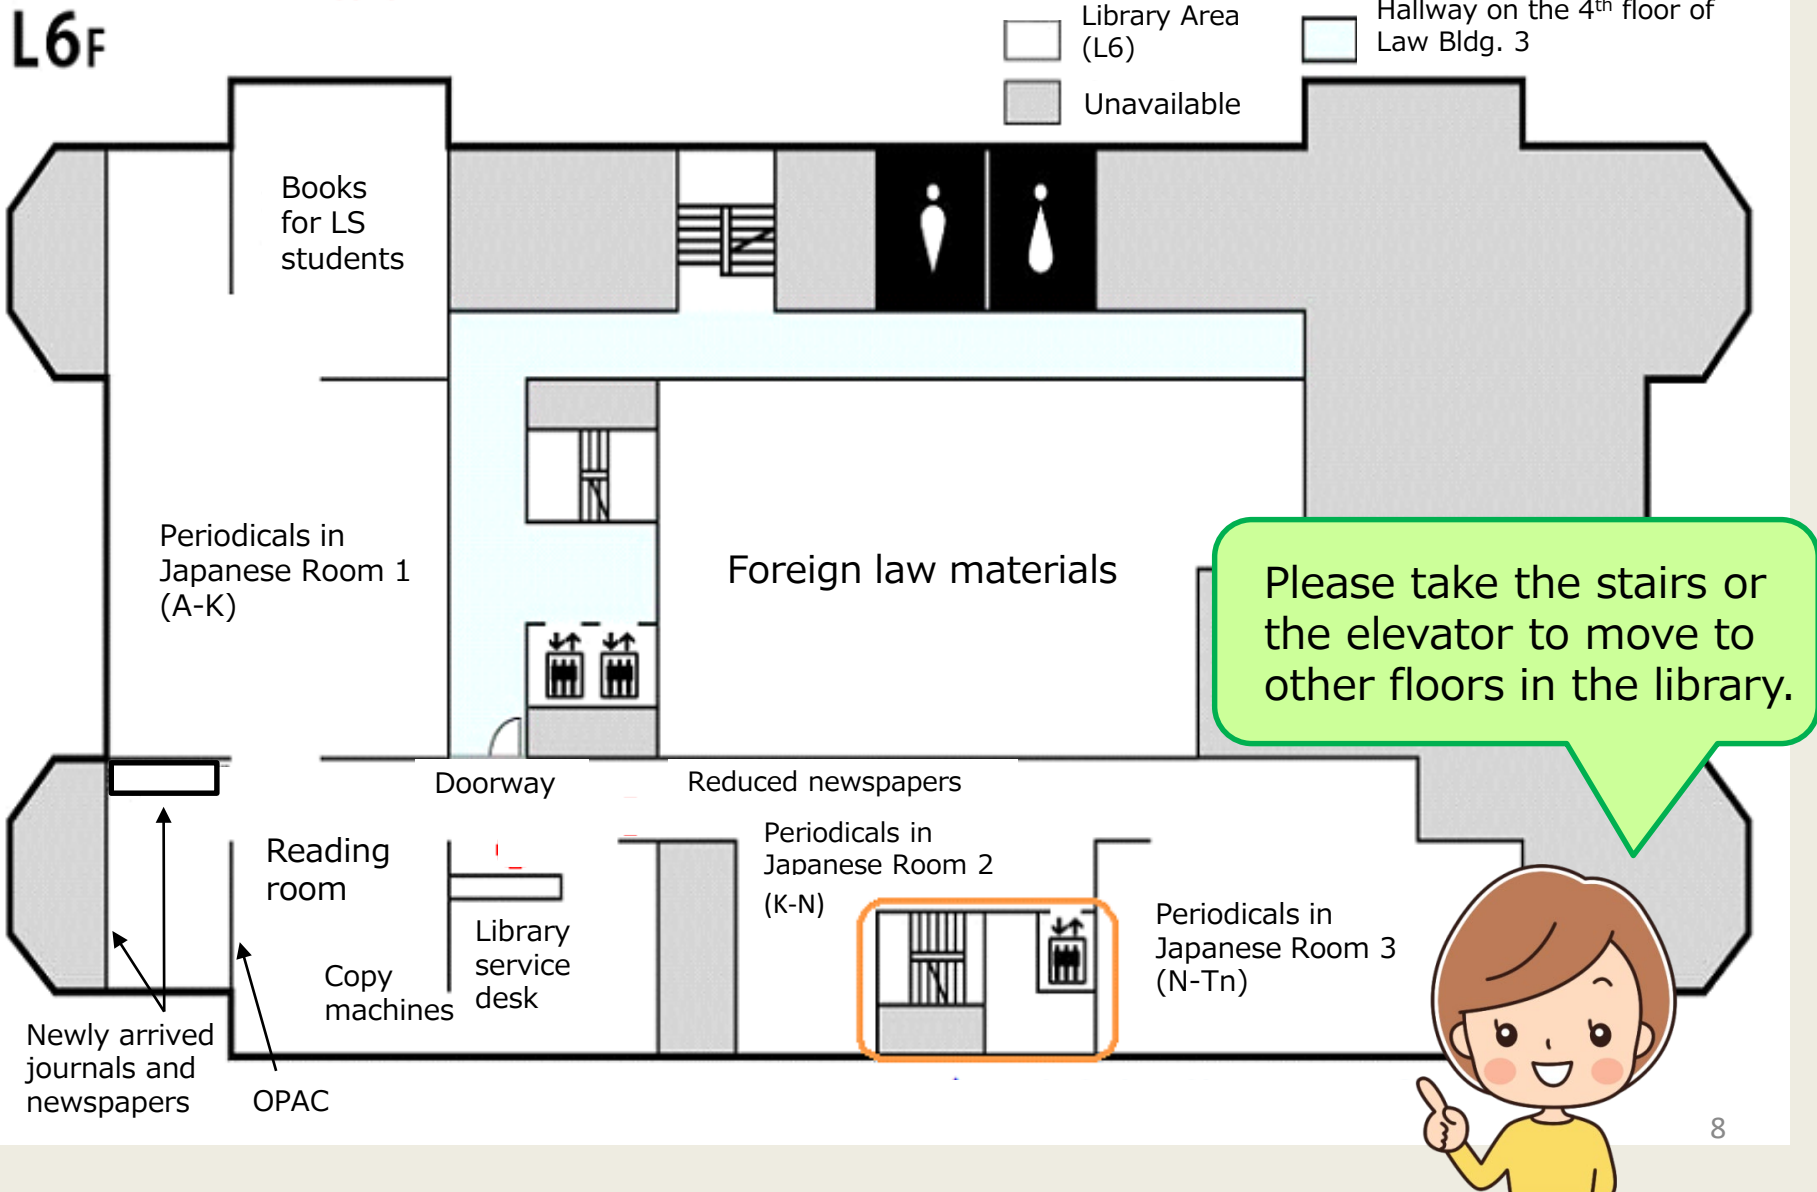 L6F
Library Area
(L6)
Hallway on the 4th floor of
Law Bldg. 3
Unavailable
Books
for LS
students
Periodicals in
Japanese Room 1
(A-K)
Foreign law materials
Please take the stairs or
the elevator to move to
other floors in the library.
Doorway
Reduced newspapers
Periodicals in
Japanese Room 2
(K-N)
Reading
room
Library
service
desk
Copy
machines
Periodicals in
Japanese Room 3
(N-Tn)
Newly arrived
journals and
newspapers
OPAC
8